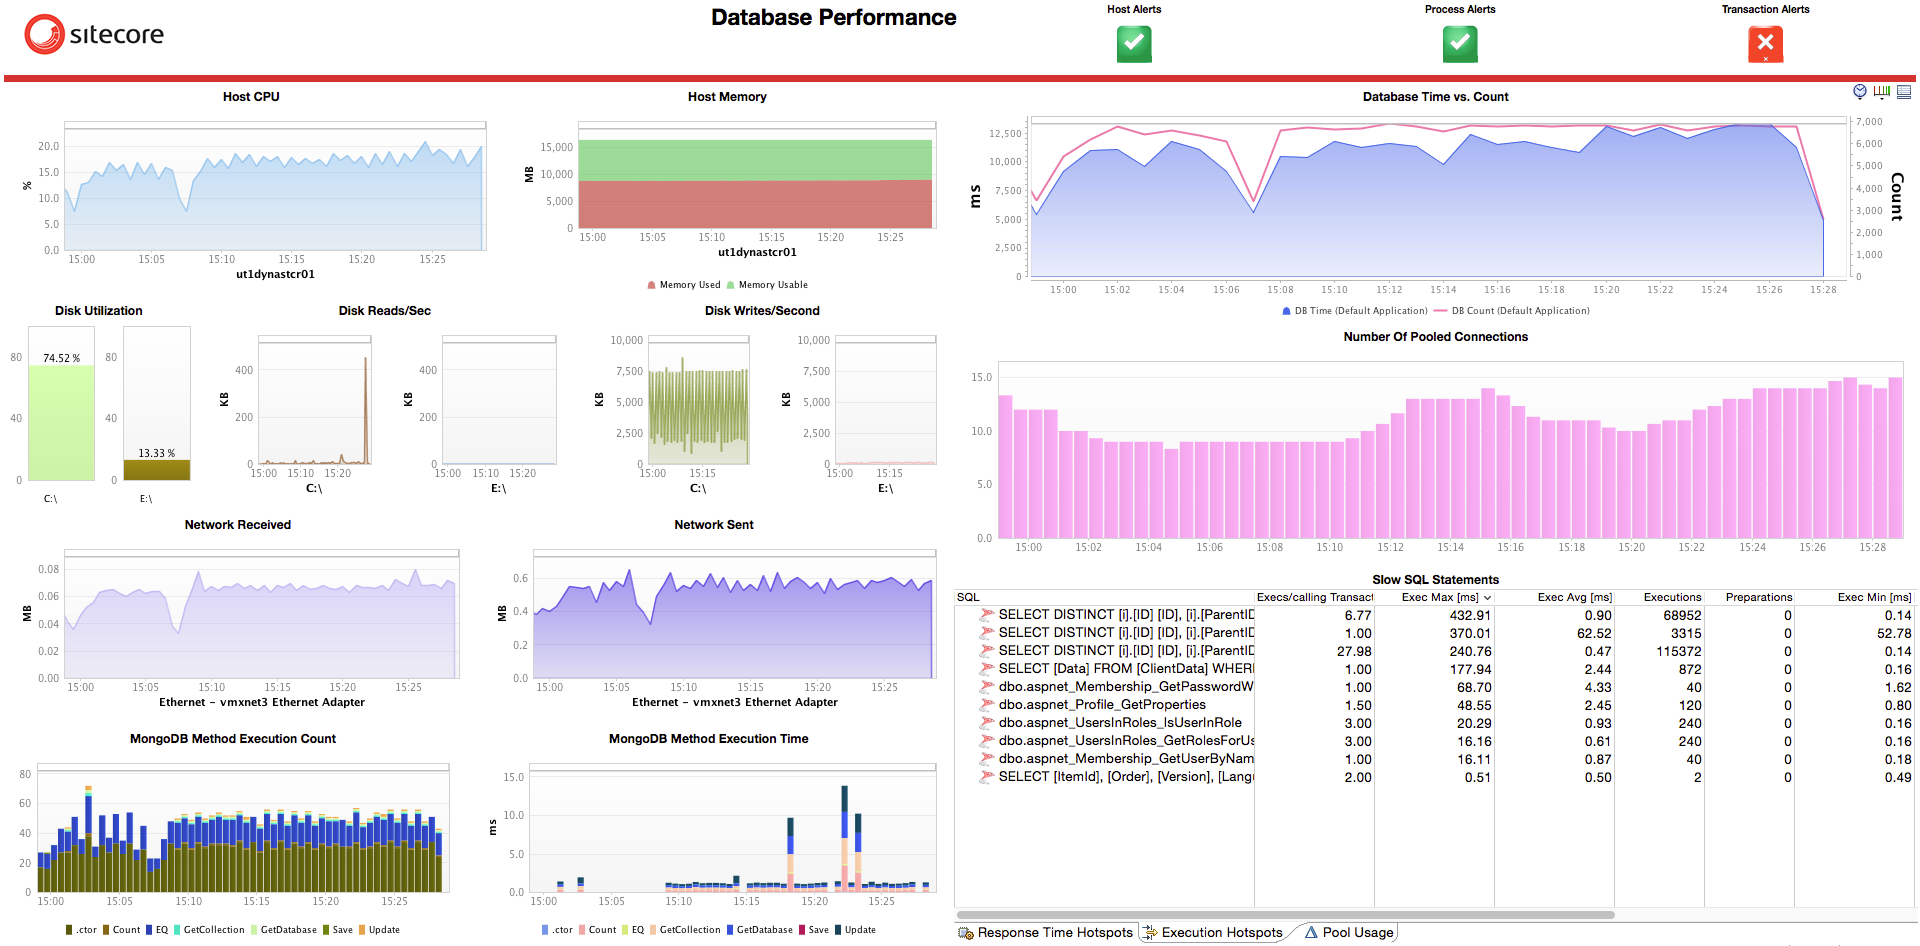 sitecore
Database Performance
Host Alerts
Process Alerts
Transaction Alerts
Host CPU
%
20.0
15.0
10.0
5.0
0.0
15:00 15:05 15:10 15:15 15:20 15:25
ut1dynastcr01
Host Memory
MB
15,000
10,000
5,000
0
15:00 15:05 15:10 15:15 15:20 15:25
ut1dynastcr01
Memory Used Memory Usable
Database Time vs. Count
ms
12,500
10,000
7,500
5,000
2,500
0
7,000
6,000
5,000
4,000
3,000
2,000
1,000
0
Count
15:00 15:02 15:04 15:06 15:08 15:10 15:12 15:14 15:16 15:18 15:20 15:22 15:24 15:26 15:28
DB Time (Default Application) DB Count (Default Application)
Disk Utilization
80
40
0
74.52 %
C:\
80
40
0
13.33 %
E:\
Disk Reads/Sec
KB
400
200
0
15:00 15:10 15:20
C:\
KB
400
200
0
15:00 15:10 15:20
E:\
Disk Writes/Second
KB
10,000
7,500
5,000
2,500
0
15:00 15:15
C:\
KB
10,000
7,500
5,000
2,500
0
15:00 15:15
E:\
Number Of Pooled Connections
15.0
10.0
5.0
0.0
15:00 15:02 15:04 15:06 15:08 15:10 15:12 15:14 15:16 15:18 15:20 15:22 15:24 15:26 15:28
Network Received
MB
0.08
0.06
0.04
0.02
0.00
15:00 15:05 15:10 15:15 15:20 15:25
Ethernet - vmxnet3 Ethernet Adapter
Network Sent
MB
0.6
0.4
0.2
0.0
15:00 15:05 15:10 15:15 15:20 15:25
Ethernet - vmxnet3 Ethernet Adapter
MongoDB Method Execution Count
80
60
40
20
0
15:00 15:05 15:10 15:15 15:20 15:25
.ctor Count EQ GetCollection GetDatabase Save Update
MongoDB Method Execution Time
ms
15.0
10.0
5.0
0.0
15:00 15:05 15:10 15:15 15:20 15:25
.ctor Count EQ GetCollection GetDatabase Save Update
Slow SQL Statements
SQL Execs/calling Transact Exec Max [ms] Exec Avg [ms] Executions Preparations Exec Min [ms]
SELECT DISTINCT [i].[ID] [ID], [i].[ParentID 6.77 432.91 0.90 68952 0 0.14
SELECT DISTINCT [i].[ID] [ID], [i].[ParentID 1.00 370.01 62.52 3315 0 52.78
SELECT DISTINCT [i].[ID] [ID], [i].[ParentID 27.98 240.76 0.47 115372 0 0.14
SELECT [Data] FROM [ClientData] WHERE 1.00 177.94 2.44 872 0 0.16
dbo.aspnet_Membership_GetPasswordW 1.00 68.70 4.33 40 0 1.62
dbo.aspnet_Profile_GetProperties 1.50 48.55 2.45 120 0 0.80
dbo.aspnet_UsersInRoles_IsUserInRole 3.00 20.29 0.93 240 0 0.16
dbo.aspnet_UsersInRoles_GetRolesForUs 3.00 16.16 0.61 240 0 0.16
dbo.aspnet_Membership_GetUserByNam 1.00 16.11 0.87 40 0 0.18
SELECT [ItemId], [Order], [Version], [Langu 2.00 0.51 0.50 2 0 0.49
Response Time Hotspots Execution Hotspots Pool Usage